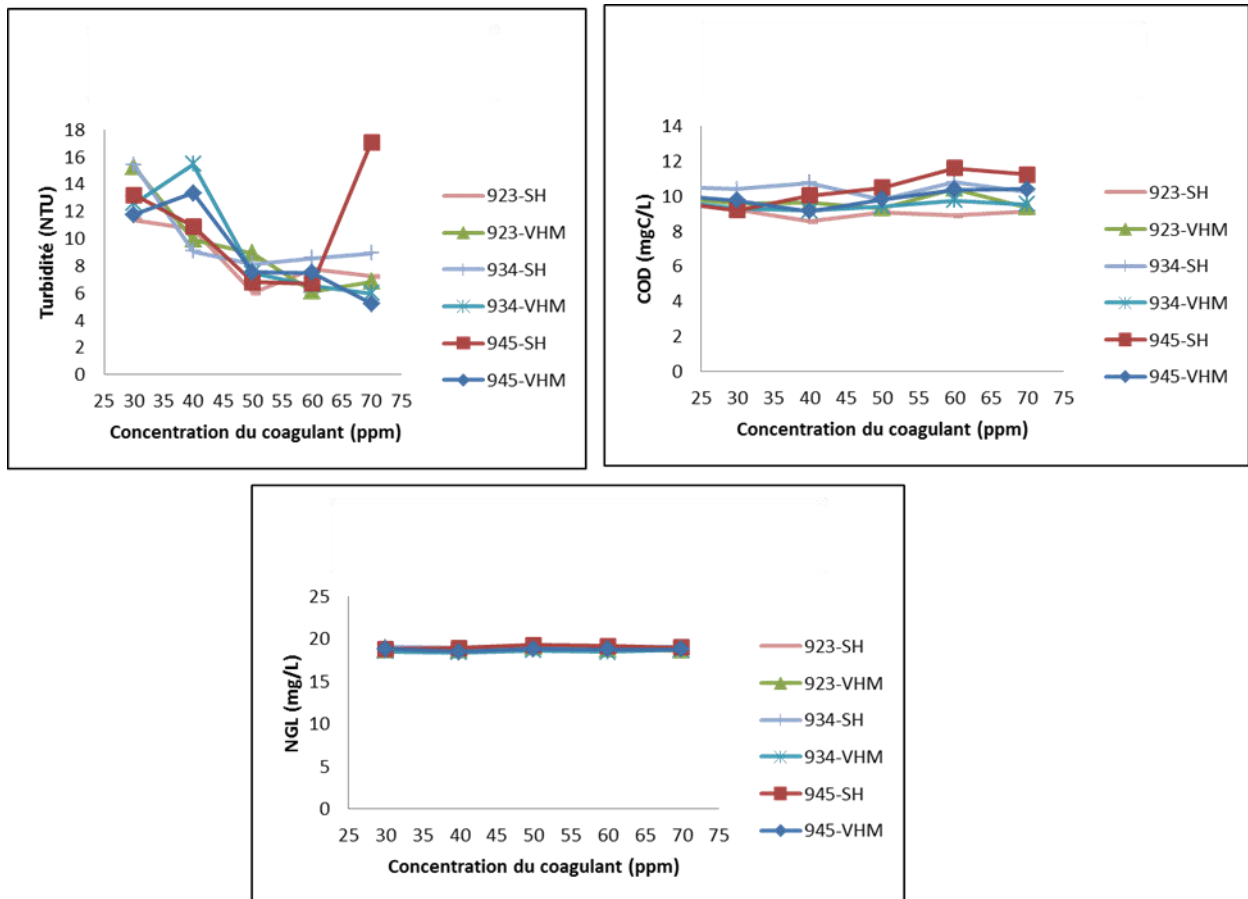 Turbidité (NTU)
18
16
14
12
10
8
6
4
2
0
25 30 35 40 45 50 55 60 65 70 75
Concentration du coagulant (ppm)
923-SH
923-VHM
934-SH
934-VHM
945-SH
945-VHM
COD (mgC/L)
14
12
10
8
6
4
2
0
25 30 35 40 45 50 55 60 65 70 75
Concentration du coagulant (ppm)
923-SH
923-VHM
934-SH
934-VHM
945-SH
945-VHM
NGL (mg/L)
25
20
15
10
5
0
25 30 35 40 45 50 55 60 65 70 75
Concentration du coagulant (ppm)
923-SH
923-VHM
934-SH
934-VHM
945-SH
945-VHM